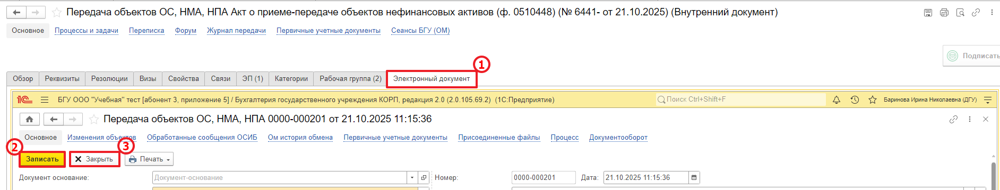 Передача объектов ОС, НМА, НПА Акт о приеме-передаче объектов нефинансовых активов (ф. 0510448) (№ 6441- от 21.10.2025) (Внутренний документ)
Основное Процессы и задачи Переписка Форум Журнал передачи Первичные учетные документы Сеансы БГУ (ОМ)
Подписать
1
Обзор Реквизиты Резолюции Визы Свойства Связи ЭП (1) Категории Рабочая группа (2) Электронный документ
1С БГУ ООО "Учебная" тест [абонент 3, приложение 5] / Бухгалтерия государственного учреждения КОРП, редакция 2.0 (2.0.105.69.2) (1С:Предприятие) Поиск Ctrl+Shift+F Баринова Ирина Николаевна (ДГУ)
Передача объектов ОС, НМА, НПА 0000-000201 от 21.10.2025 11:15:36
Основное Изменения объектов Обработанные сообщения ОСИБ Ом история обмена Первичные учетные документы Присоединенные файлы Процесс Документооборот
2 3
Записать Закрыть Печать
Документ основание: Документ-основание Номер: 0000-000201 Дата: 21.10.2025 11:15:36